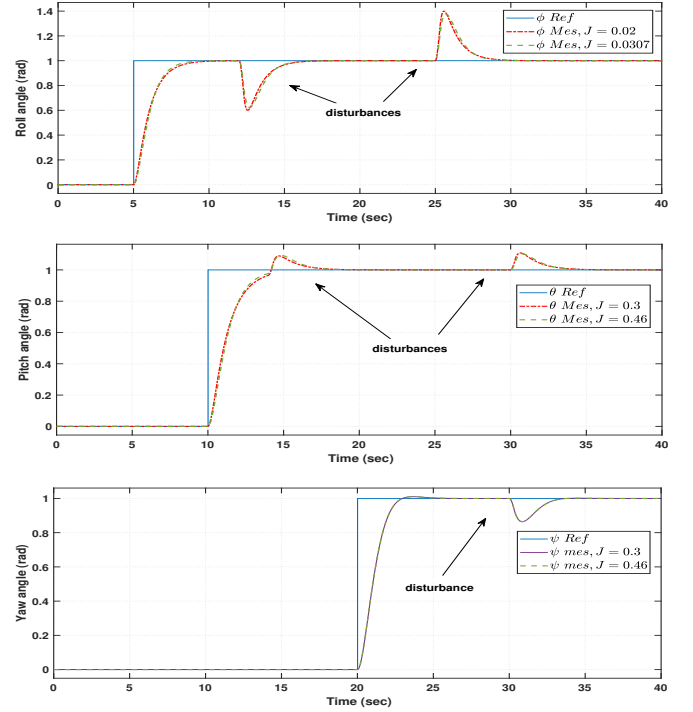 1.4
1.2
1
0.8
0.6
0.4
0.2
0
Roll angle (rad)
ϕ Ref
ϕ Mes, J = 0.02
ϕ Mes, J = 0.0307
disturbances
0 5 10 15 20 25 30 35 40
Time (sec)
1
0.8
0.6
0.4
0.2
0
Pitch angle (rad)
θ Ref
θ Mes, J = 0.3
θ Mes, J = 0.46
disturbances
0 5 10 15 20 25 30 35 40
Time (sec)
1
0.8
0.6
0.4
0.2
0
Yaw angle (rad)
ψ Ref
ψ mes, J = 0.3
ψ mes, J = 0.46
disturbance
0 5 10 15 20 25 30 35 40
Time (sec)